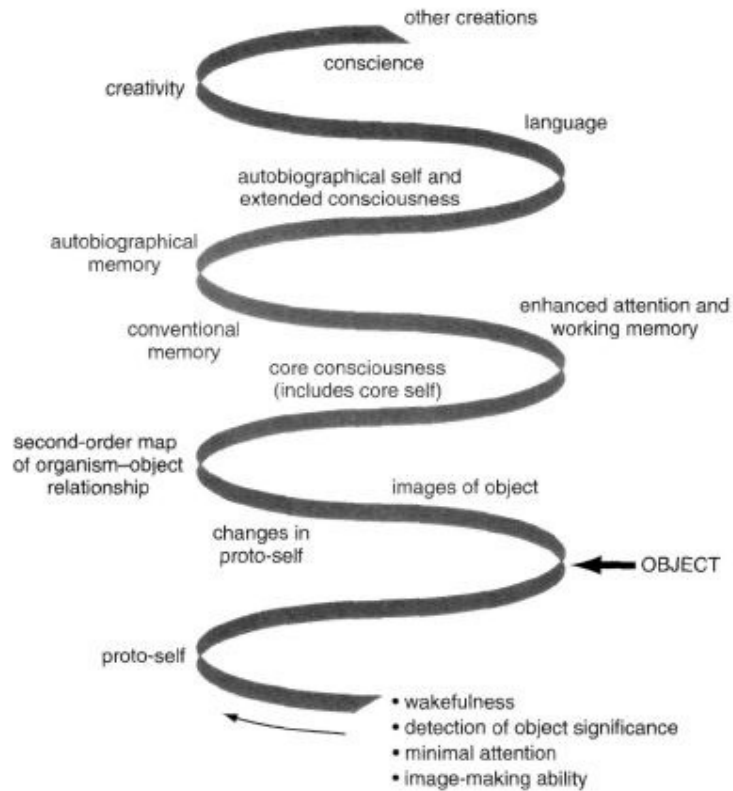 other creations
conscience
creativity
language
autobiographical self and
extended consciousness
autobiographical
memory
enhanced attention and
working memory
conventional
memory
core consciousness
(includes core self)
second-order map
of organism–object
relationship
images of object
changes in
proto-self
OBJECT
proto-self
• wakefulness
• detection of object significance
• minimal attention
• image-making ability